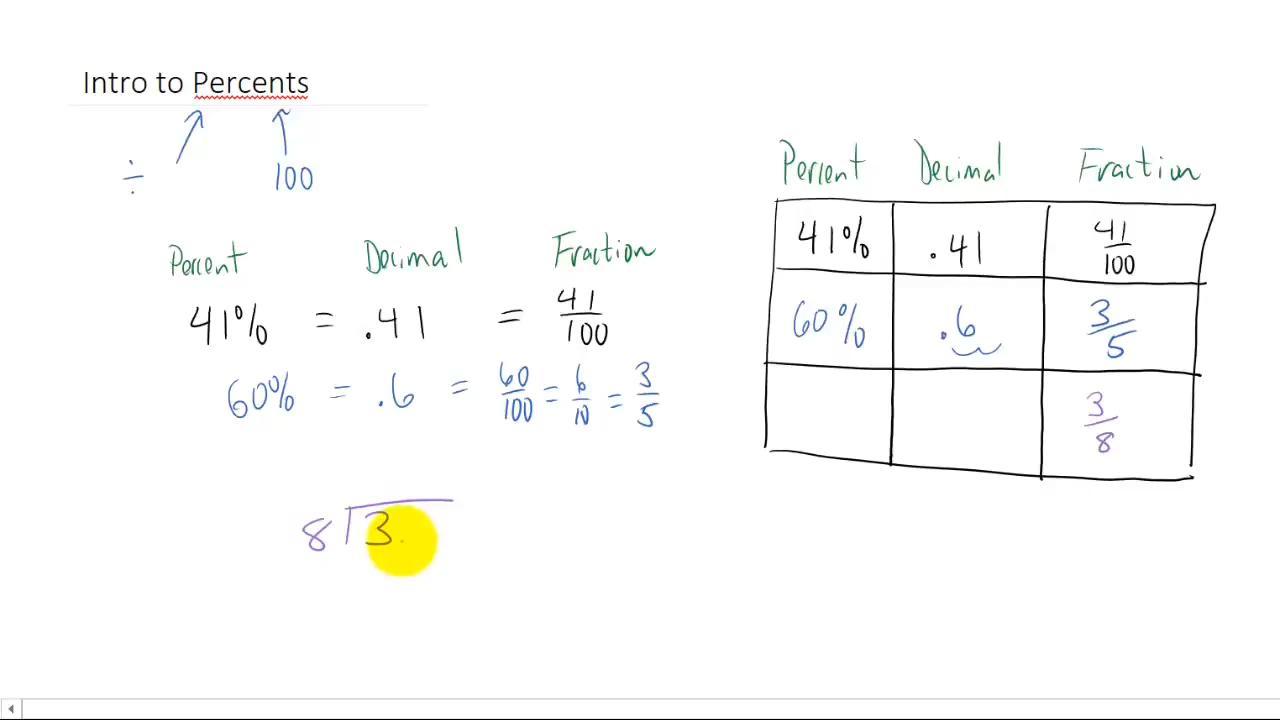 Intro to Percents
÷ 100
Percent Decimal Fraction
41% = .41 = 41/100
60% = .6 = 60/100 = 6/10 = 3/5
8 3.
Percent Decimal Fraction
41% .41 41/100
60% .6 3/5
3/8